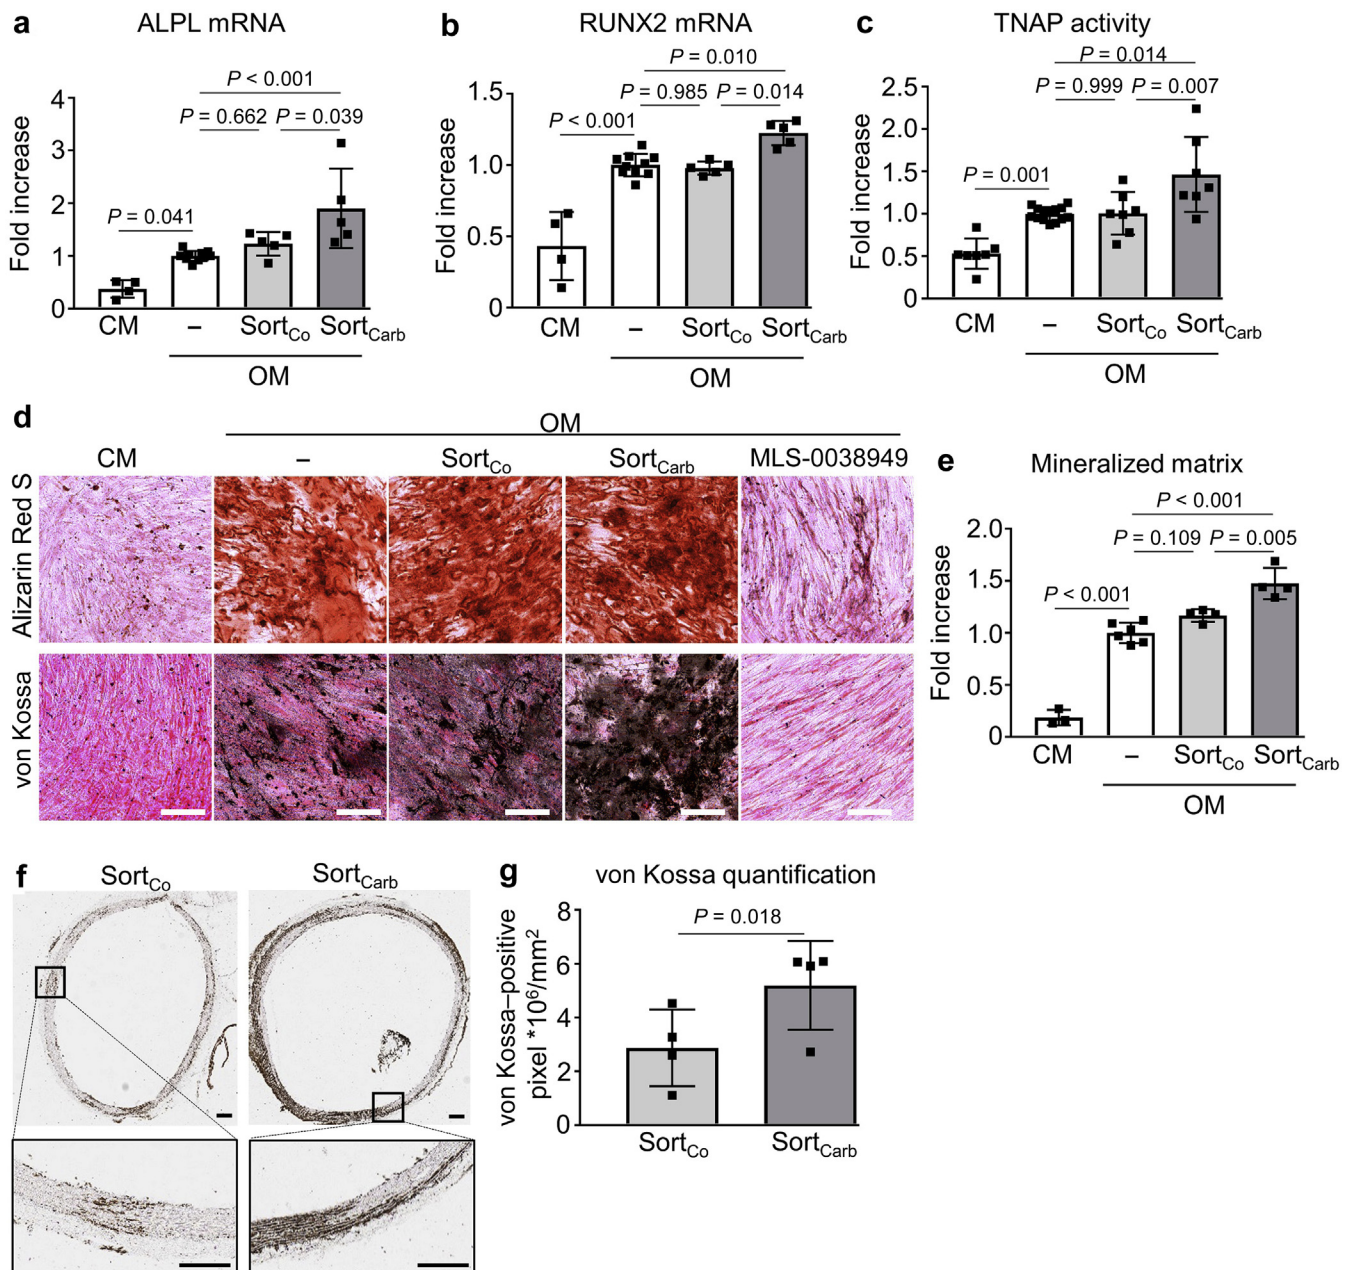 a ALPL mRNA
P < 0.001
P = 0.662 P = 0.039
P = 0.041
Fold increase
4
3
2
1
0
CM – SortCo SortCarb
OM
b RUNX2 mRNA
P = 0.010
P = 0.985 P = 0.014
P < 0.001
Fold increase
1.5
1.0
0.5
0
CM – SortCo SortCarb
OM
c TNAP activity
P = 0.014
P = 0.999 P = 0.007
P = 0.001
Fold increase
2.5
2.0
1.5
1.0
0.5
0
CM – SortCo SortCarb
OM
d OM
CM – SortCo SortCarb MLS-0038949
Alizarin Red S
von Kossa
e Mineralized matrix
P < 0.001
P = 0.109 P = 0.005
P < 0.001
Fold increase
2.0
1.5
1.0
0.5
0
CM – SortCo SortCarb
OM
f SortCo SortCarb
g von Kossa quantification
P = 0.018
von Kossa–positive
pixel *10⁶/mm²
8
6
4
2
0
SortCo SortCarb